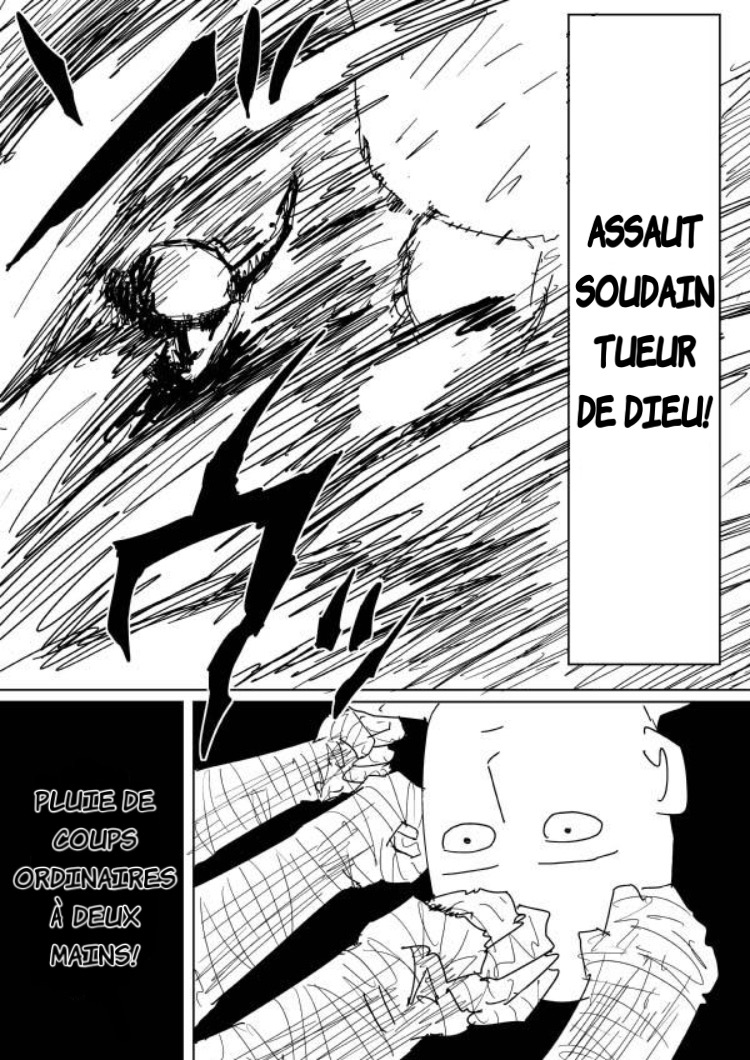 ASSAUT
SOUDAIN
TUEUR
DE DIEU!
PLUIE DE
COUPS
ORDINAIRES
À DEUX
MAINS!